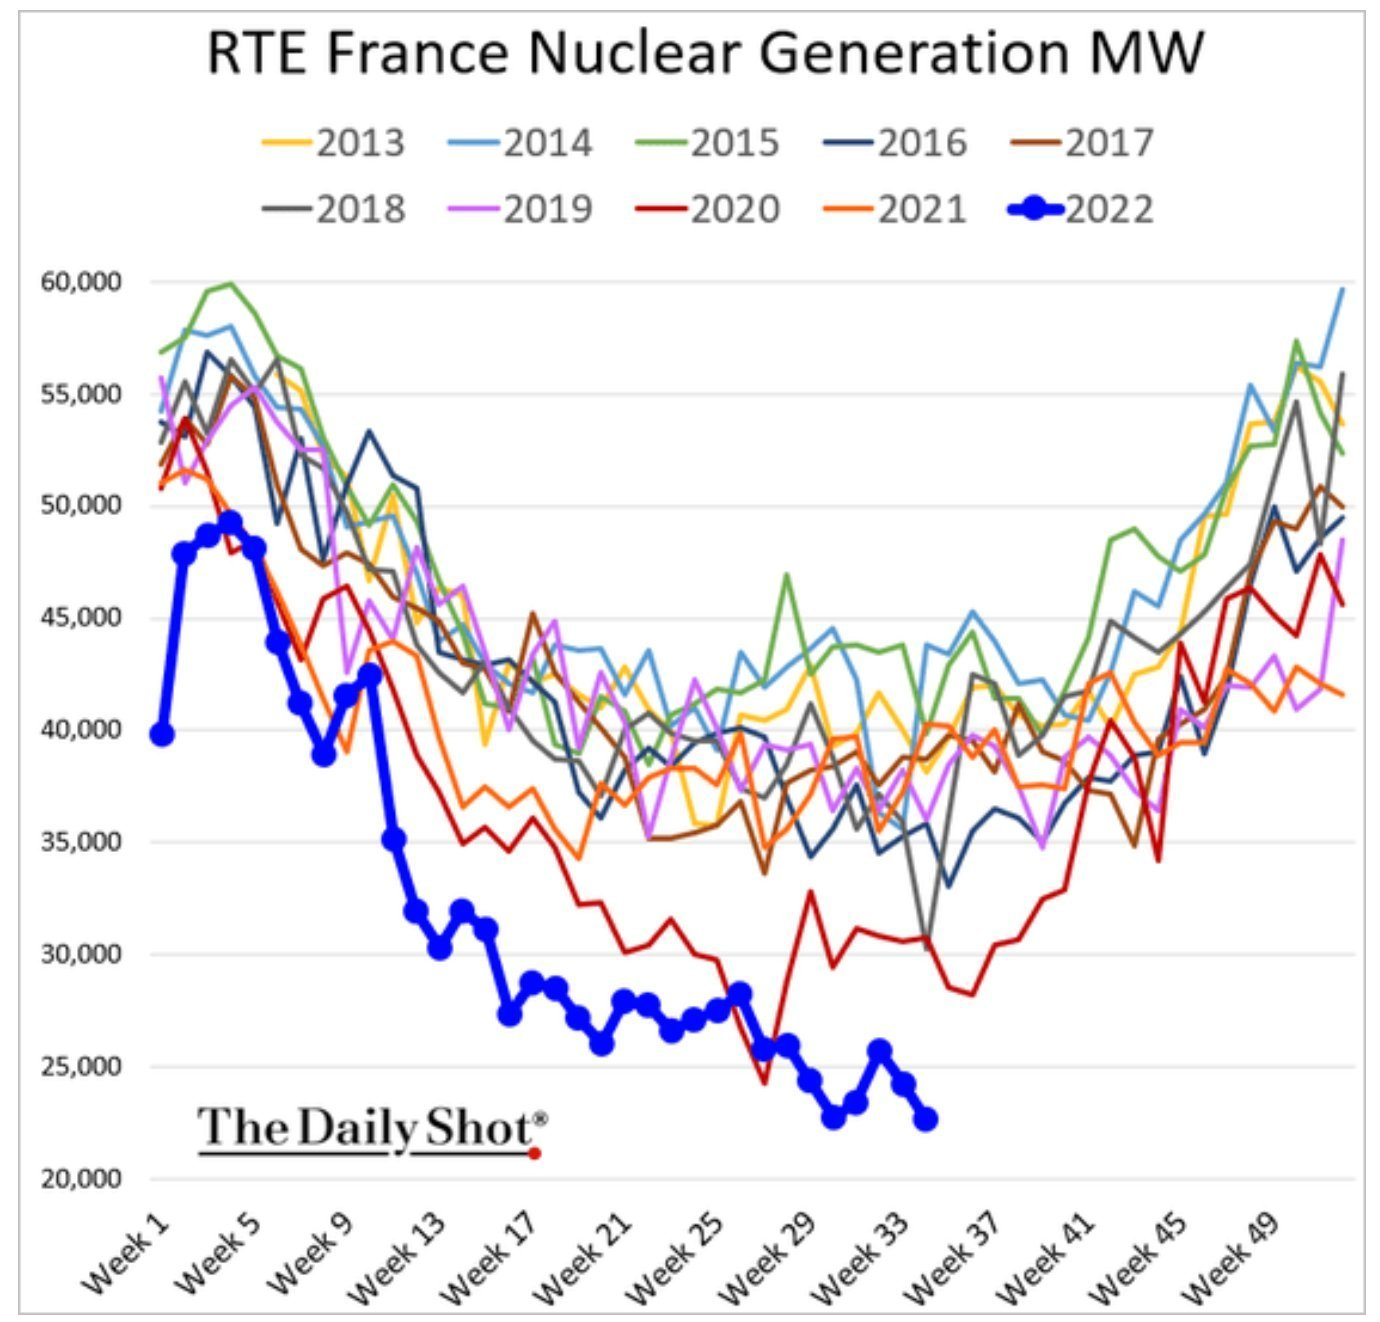 RTE France Nuclear Generation MW
2013 2014 2015 2016 2017
2018 2019 2020 2021 2022
60,000
55,000
50,000
45,000
40,000
35,000
30,000
25,000
20,000
The Daily Shot®
Week 1 Week 5 Week 9 Week 13 Week 17 Week 21 Week 25 Week 29 Week 33 Week 37 Week 41 Week 45 Week 49